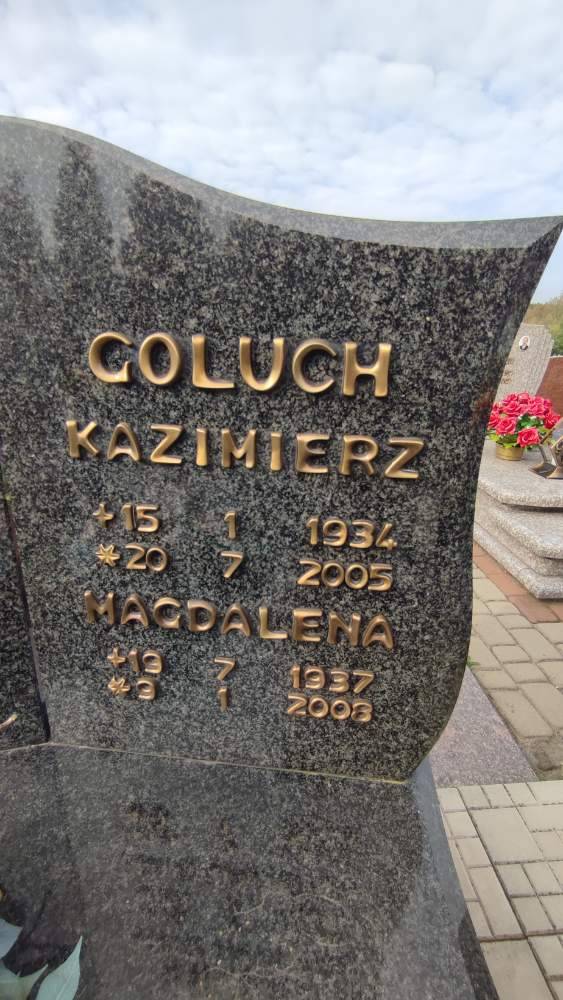 GOLUCH
KAZIMIERZ
+ 15 1 1934
* 20 7 2005
MAGDALENA
+ 19 7 1937
* 9 1 2008